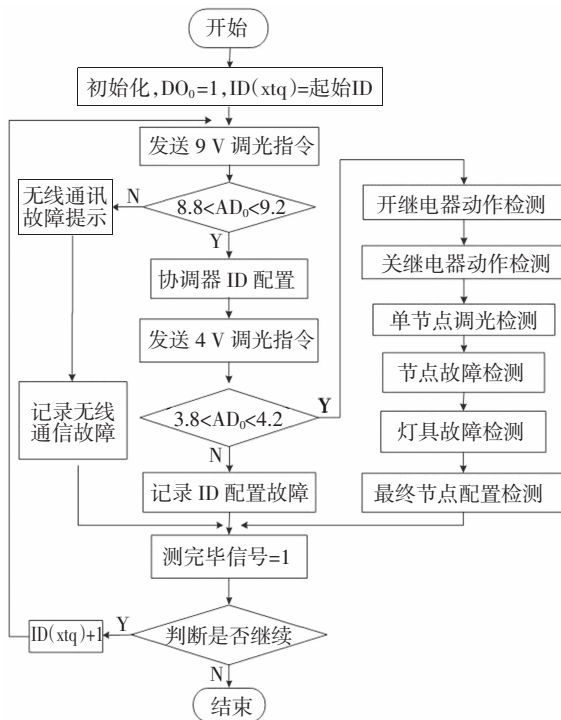 开始
初始化,DO₀=1,ID(xtq)=起始ID
发送 9 V 调光指令
8.8<AD₀<9.2
N
Y
无线通讯
故障提示
协调器 ID 配置
发送 4 V 调光指令
3.8<AD₀<4.2
Y
N
记录无线
通信故障
记录 ID 配置故障
开继电器动作检测
关继电器动作检测
单节点调光检测
节点故障检测
灯具故障检测
最终节点配置检测
测完毕信号=1
判断是否继续
Y
ID(xtq)+1
N
结束